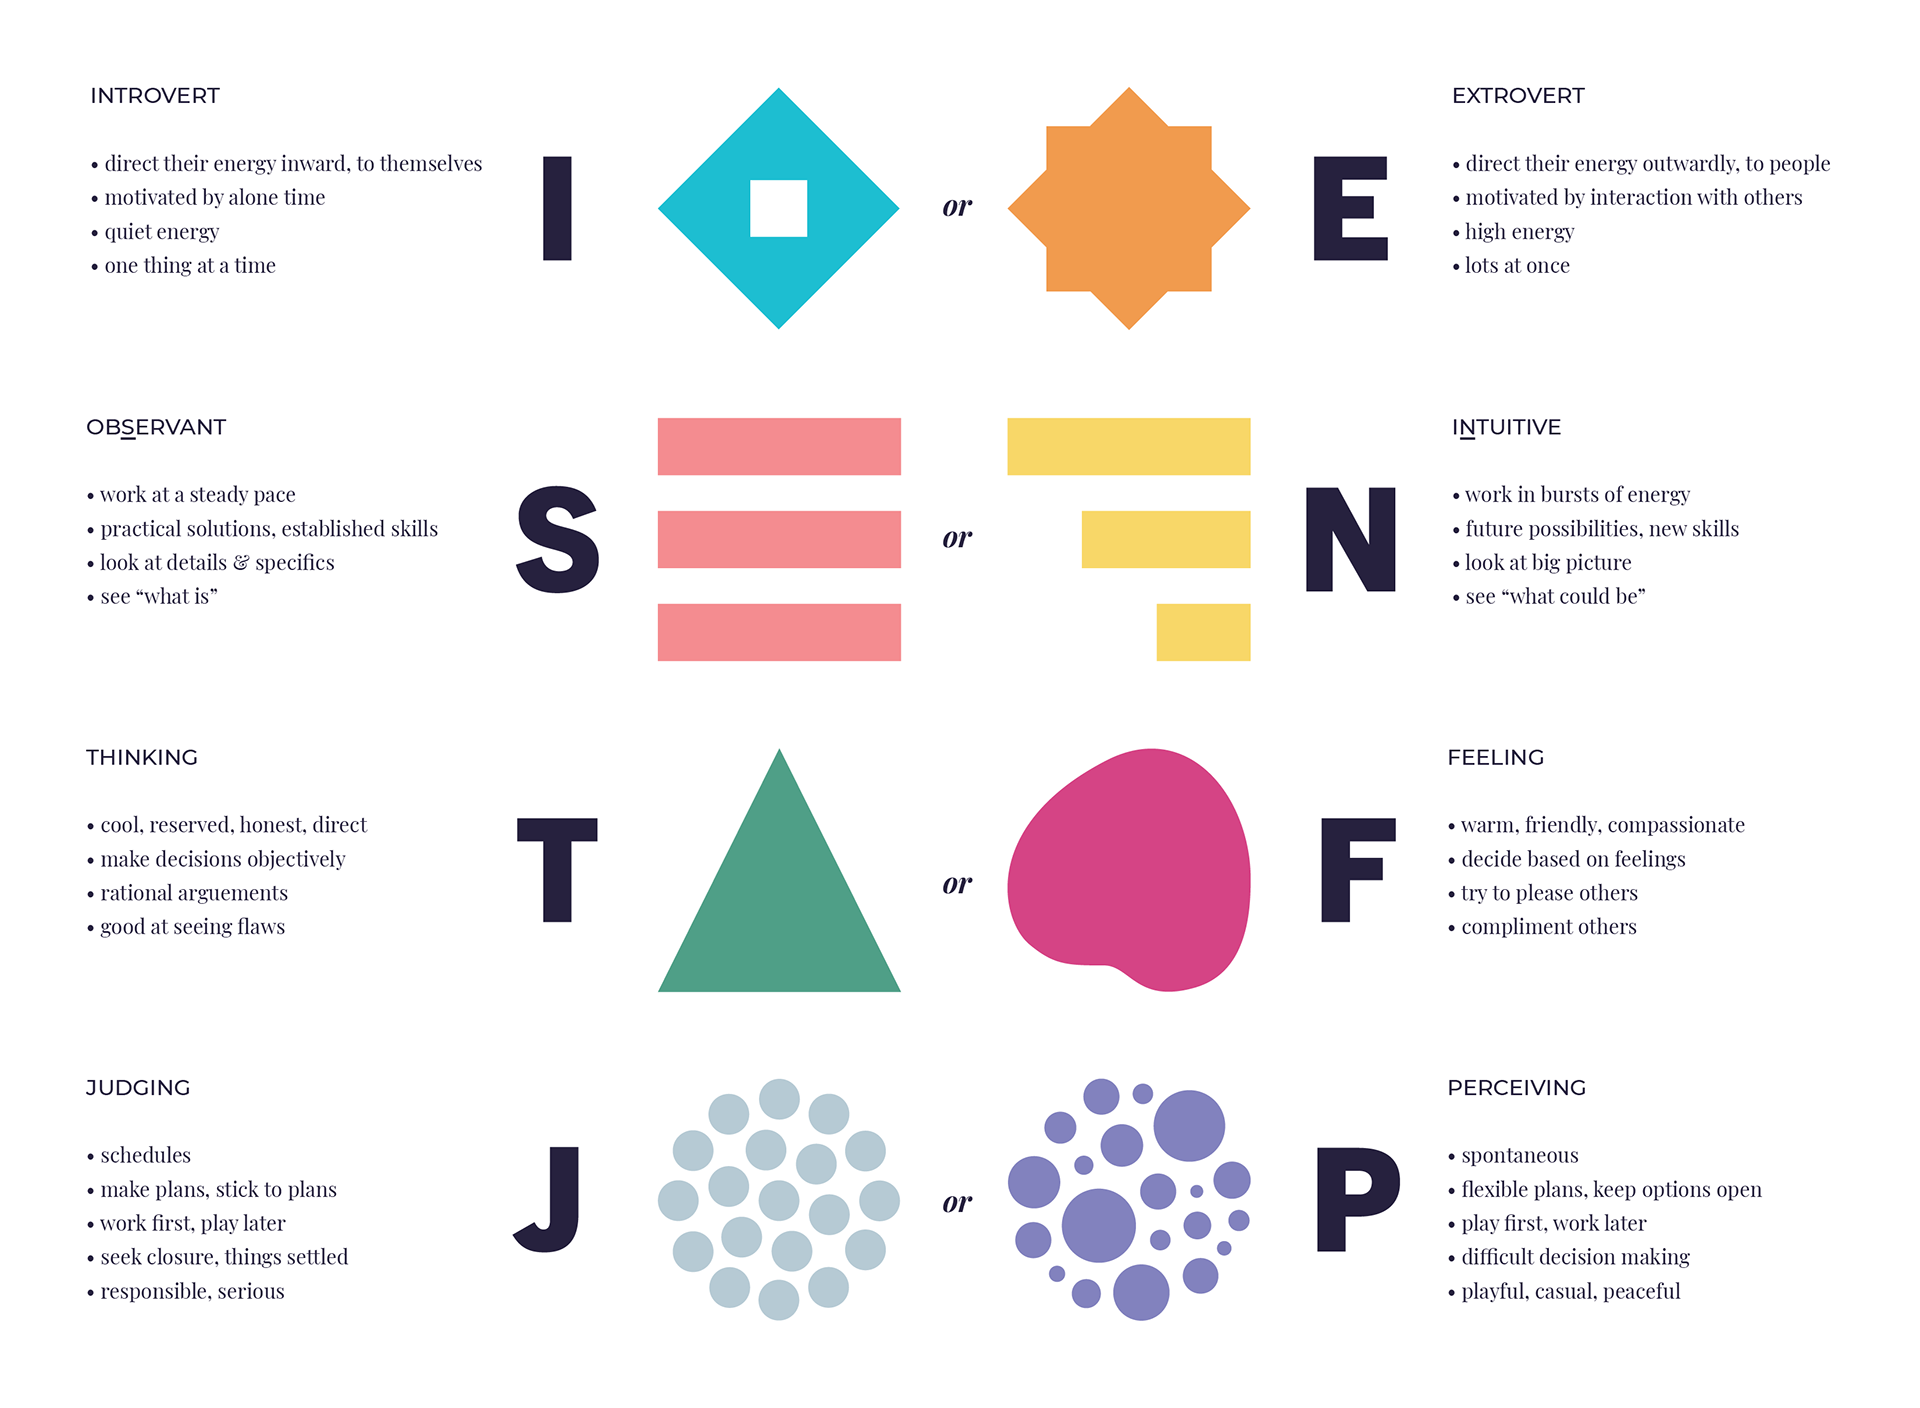 INTROVERT
• direct their energy inward, to themselves
• motivated by alone time
• quiet energy
• one thing at a time
I
or
E
EXTROVERT
• direct their energy outwardly, to people
• motivated by interaction with others
• high energy
• lots at once
OBSERVANT
• work at a steady pace
• practical solutions, established skills
• look at details & specifics
• see “what is”
S
or
N
INTUITIVE
• work in bursts of energy
• future possibilities, new skills
• look at big picture
• see “what could be”
THINKING
• cool, reserved, honest, direct
• make decisions objectively
• rational arguements
• good at seeing flaws
T
or
F
FEELING
• warm, friendly, compassionate
• decide based on feelings
• try to please others
• compliment others
JUDGING
• schedules
• make plans, stick to plans
• work first, play later
• seek closure, things settled
• responsible, serious
J
or
P
PERCEIVING
• spontaneous
• flexible plans, keep options open
• play first, work later
• difficult decision making
• playful, casual, peaceful